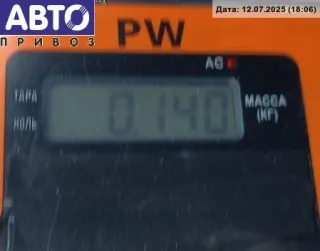 АВТО
ПРИВОЗ
Дата: 12.07.2025 (18:06)
PW
AC
ТАРА
НОЛЬ
0.140
МАССА
(КГ)